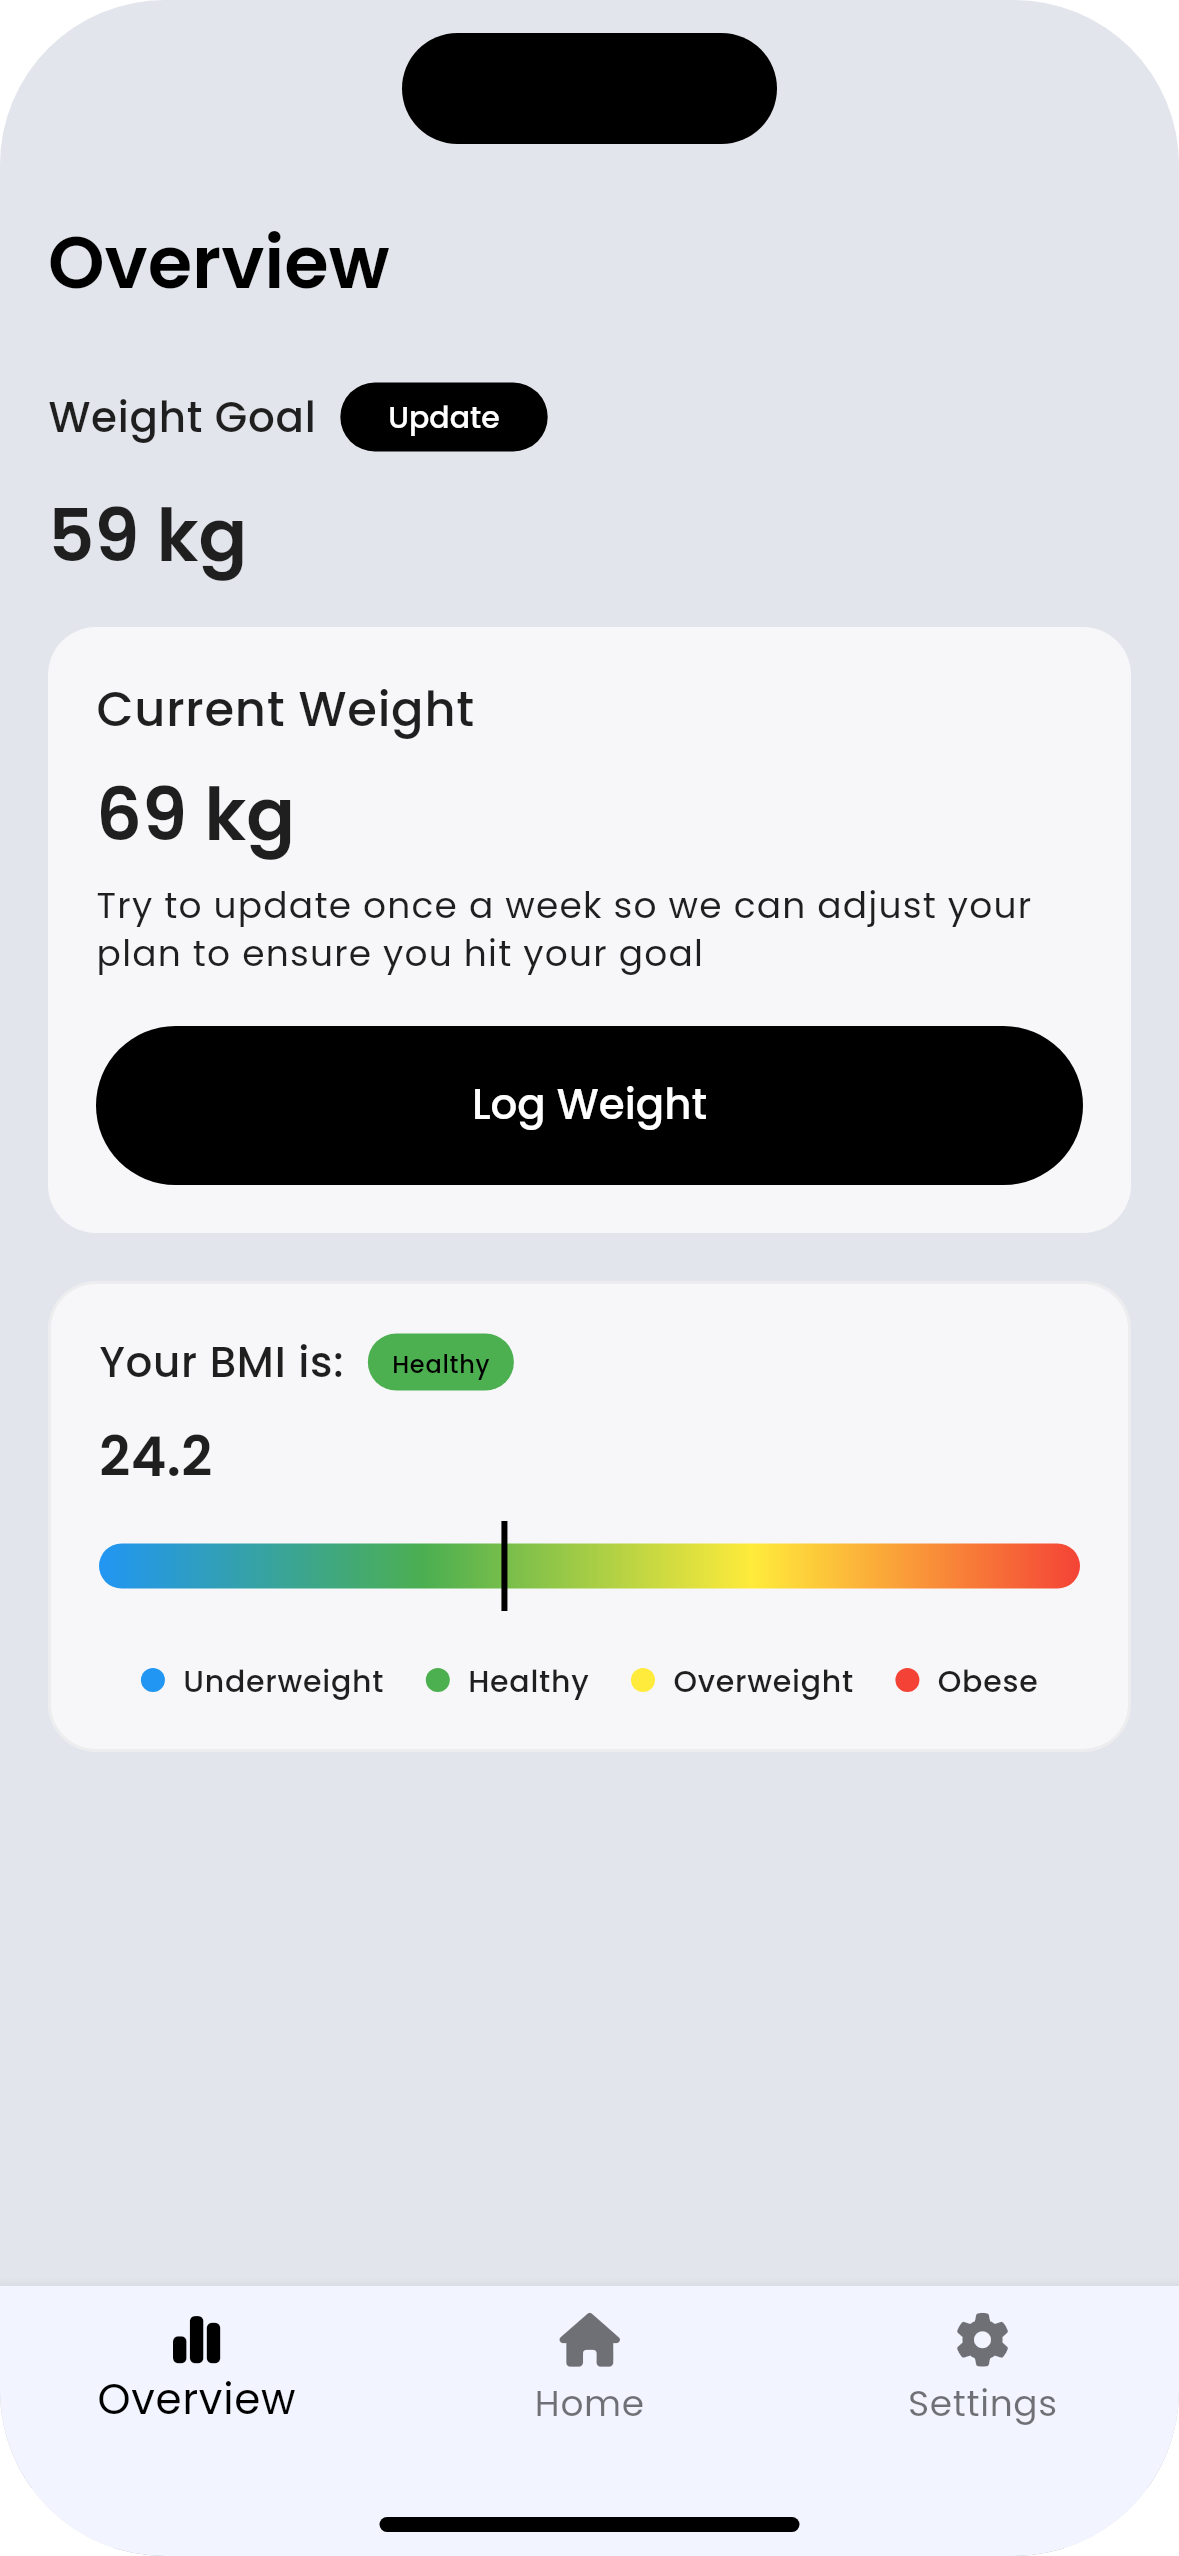 Overview
Weight Goal
Update
59 kg
Current Weight
69 kg
Try to update once a week so we can adjust your
plan to ensure you hit your goal
Log Weight
Your BMI is:
Healthy
24.2
Underweight
Healthy
Overweight
Obese
Overview
Home
Settings